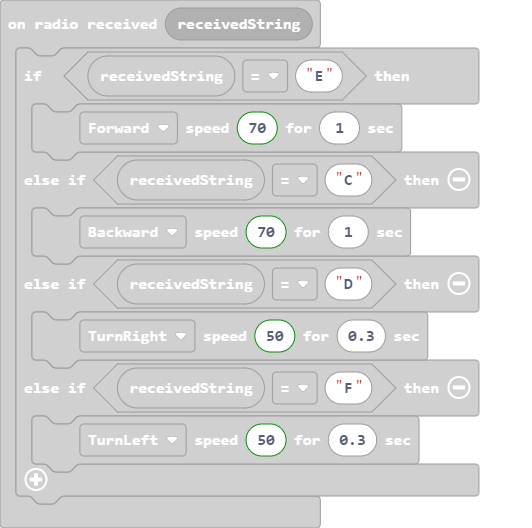 on radio received receivedString
if receivedString = "E" then
Forward speed 70 for 1 sec
else if receivedString = "C" then
Backward speed 70 for 1 sec
else if receivedString = "D" then
TurnRight speed 50 for 0.3 sec
else if receivedString = "F" then
TurnLeft speed 50 for 0.3 sec